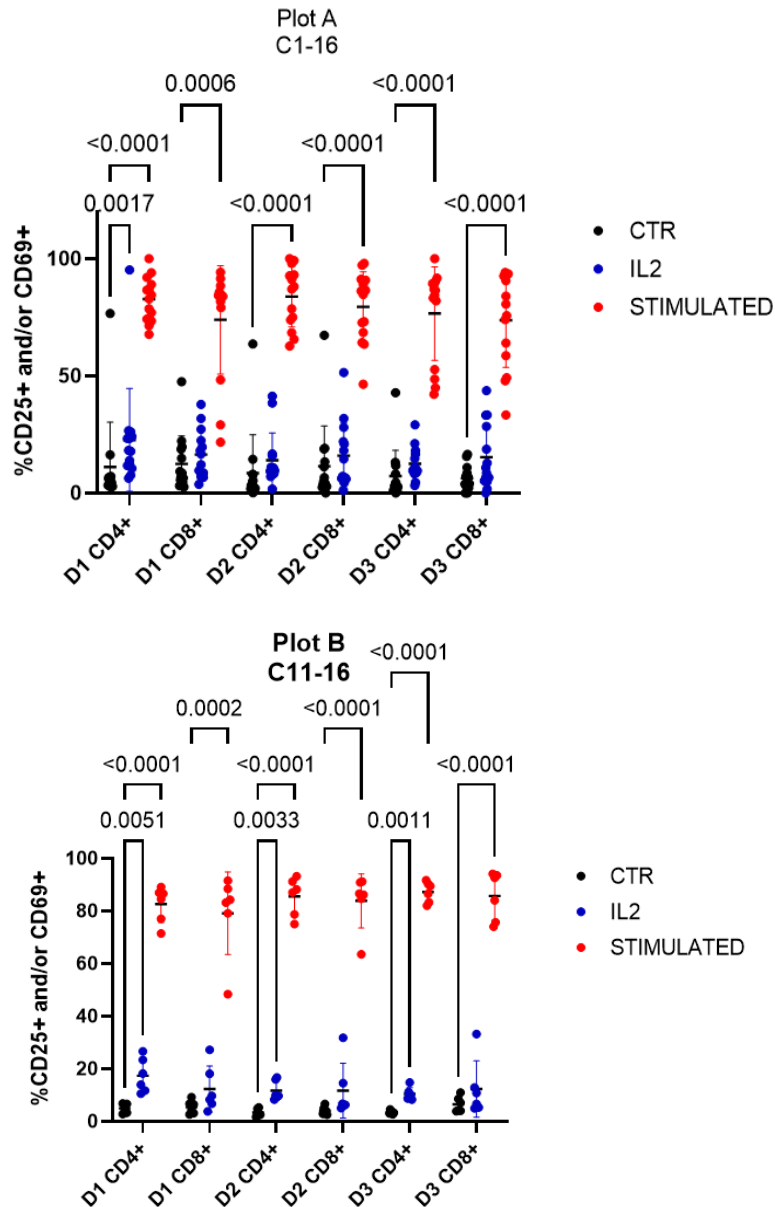 Plot A
C1-16
0.0006
<0.0001
<0.0001
<0.0001
0.0017
<0.0001
<0.0001
CTR
IL2
STIMULATED
%CD25+ and/or CD69+
100
50
0
D1 CD4+
D1 CD8+
D2 CD4+
D2 CD8+
D3 CD4+
D3 CD8+
Plot B
C11-16
<0.0001
0.0002
<0.0001
<0.0001
<0.0001
<0.0001
0.0051
0.0033
0.0011
CTR
IL2
STIMULATED
%CD25+ and/or CD69+
100
80
60
40
20
0
D1 CD4+
D1 CD8+
D2 CD4+
D2 CD8+
D3 CD4+
D3 CD8+